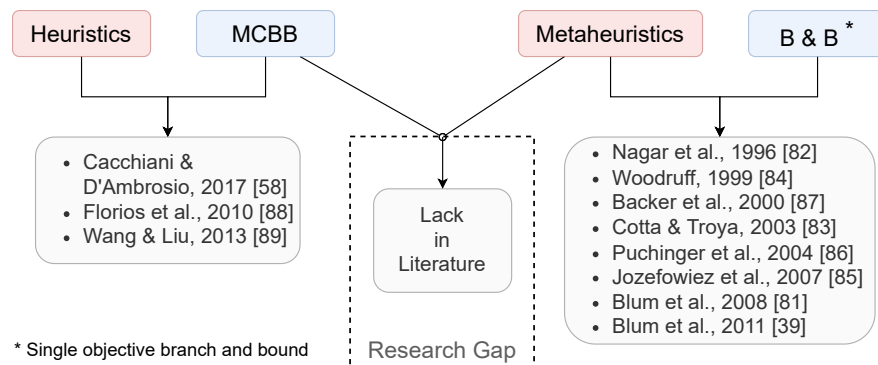 Heuristics
MCBB
Metaheuristics
B & B *
• Cacchiani &
D'Ambrosio, 2017 [58]
• Florios et al., 2010 [88]
• Wang & Liu, 2013 [89]
Lack
in
Literature
• Nagar et al., 1996 [82]
• Woodruff, 1999 [84]
• Backer et al., 2000 [87]
• Cotta & Troya, 2003 [83]
• Puchinger et al., 2004 [86]
• Jozefowiez et al., 2007 [85]
• Blum et al., 2008 [81]
• Blum et al., 2011 [39]
* Single objective branch and bound
Research Gap